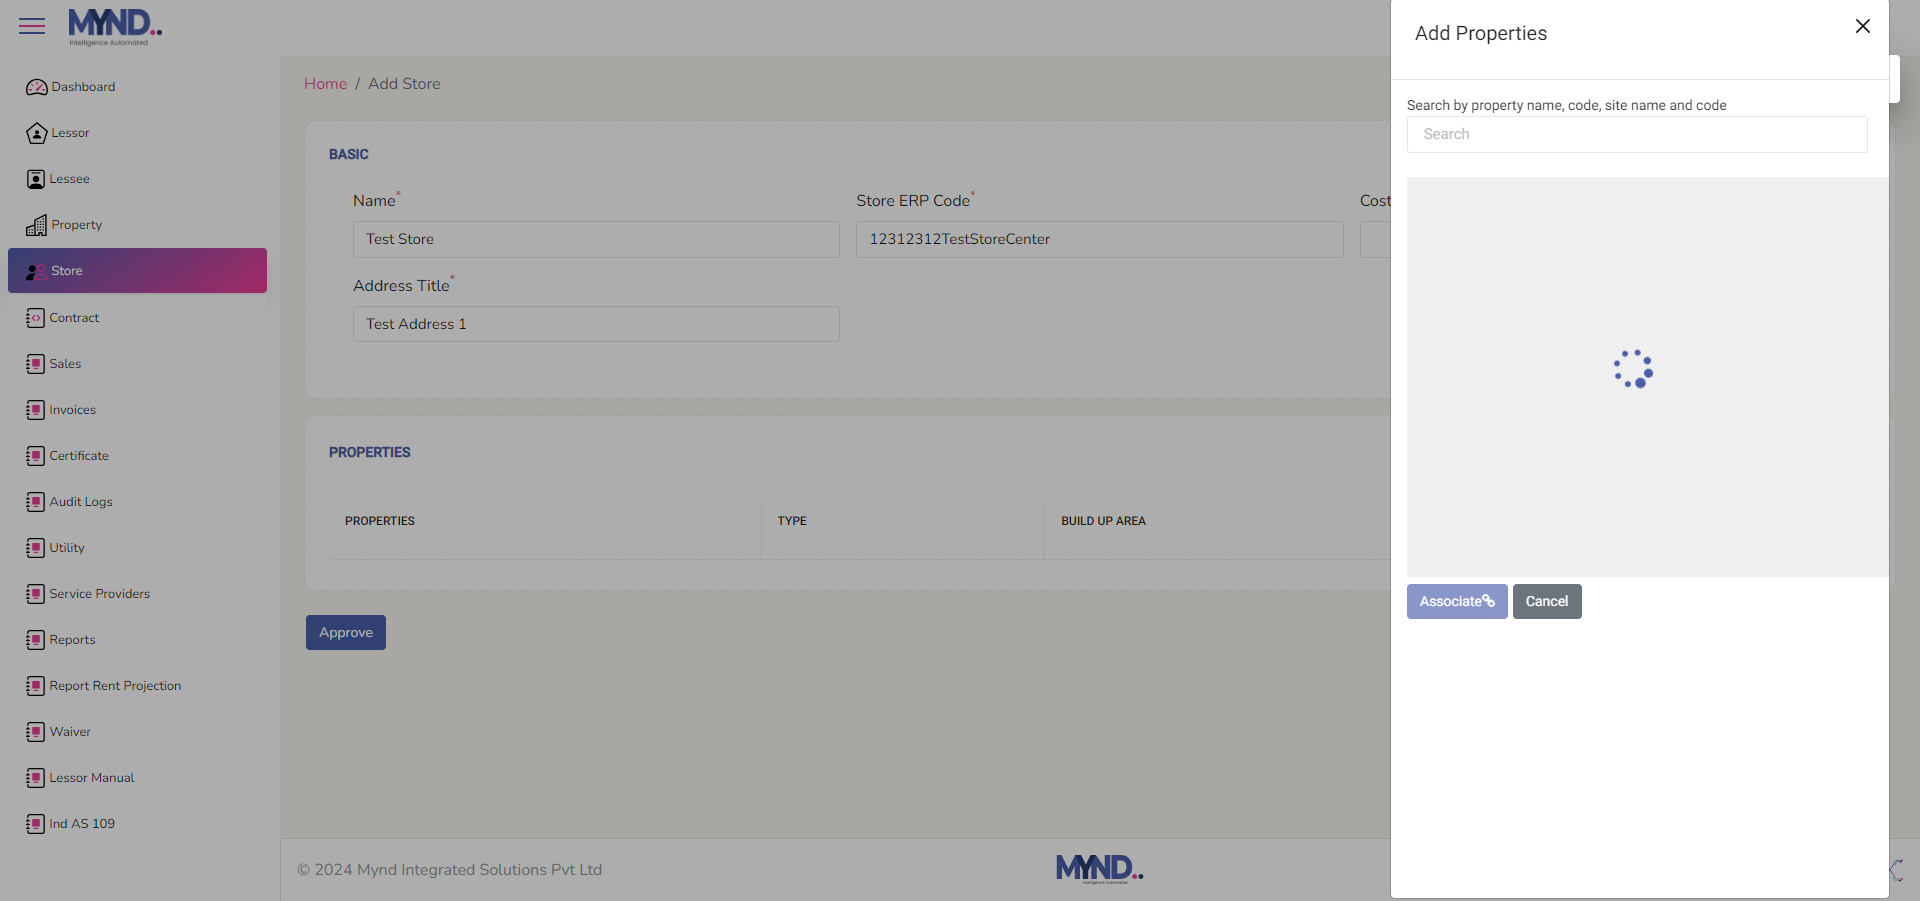 MYND..
Intelligence Automated
Dashboard
Lessor
Lessee
Property
Store
Contract
Sales
Invoices
Certificate
Audit Logs
Utility
Service Providers
Reports
Report Rent Projection
Waiver
Lessor Manual
Ind AS 109
Home / Add Store
BASIC
Name* Store ERP Code* Cost
Test Store 12312312TestStoreCenter
Address Title*
Test Address 1
PROPERTIES
PROPERTIES TYPE BUILD UP AREA
Approve
© 2024 Mynd Integrated Solutions Pvt Ltd
MYND..
Intelligence Automated
Add Properties
Search by property name, code, site name and code
Search
Associate Cancel